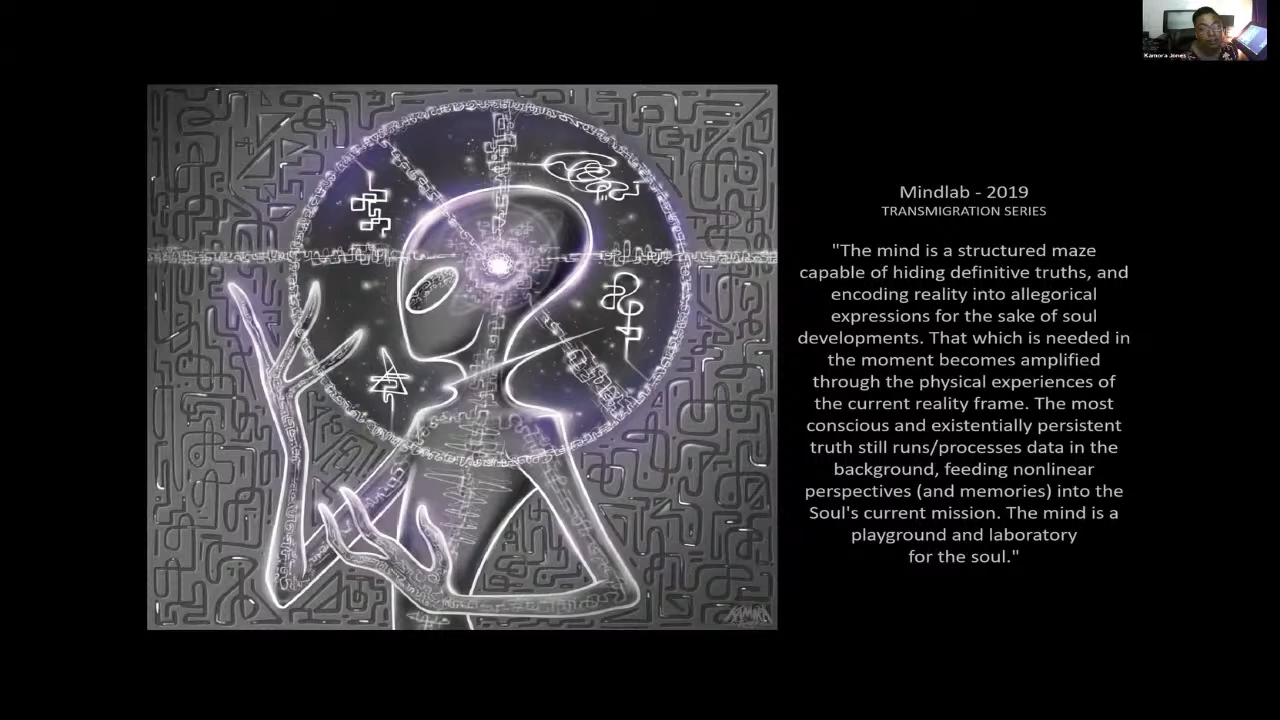 Kamora Jones
Mindlab - 2019
TRANSMIGRATION SERIES
"The mind is a structured maze
capable of hiding definitive truths, and
encoding reality into allegorical
expressions for the sake of soul
developments. That which is needed in
the moment becomes amplified
through the physical experiences of
the current reality frame. The most
conscious and existentially persistent
truth still runs/processes data in the
background, feeding nonlinear
perspectives (and memories) into the
Soul's current mission. The mind is a
playground and laboratory
for the soul."